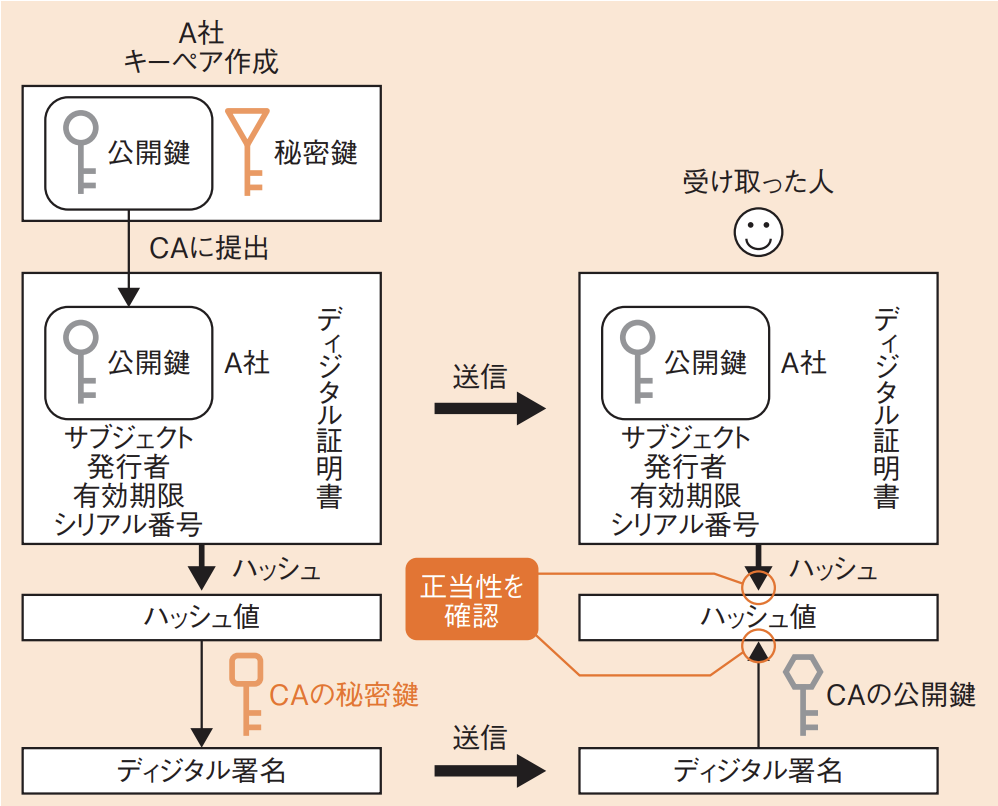 A社
キーペア作成
公開鍵
秘密鍵
CAに提出
公開鍵
A社
サブジェクト
発行者
有効期限
シリアル番号
ディジタル証明書
ハッシュ
ハッシュ値
CAの秘密鍵
ディジタル署名
送信
正当性を
確認
送信
受け取った人
公開鍵
A社
サブジェクト
発行者
有効期限
シリアル番号
ディジタル証明書
ハッシュ
ハッシュ値
CAの公開鍵
ディジタル署名